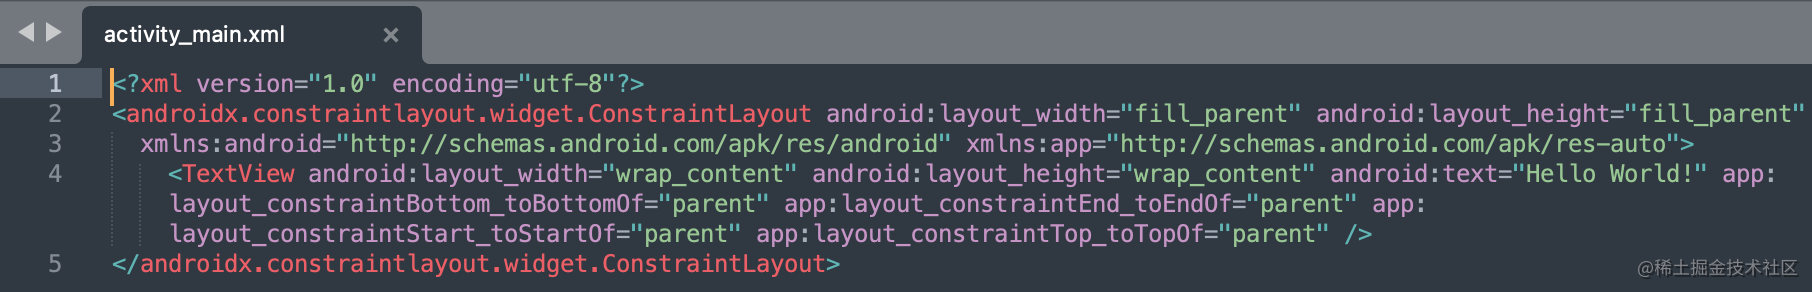 activity_main.xml
1 <?xml version="1.0" encoding="utf-8"?>
2 <androidx.constraintlayout.widget.ConstraintLayout android:layout_width="fill_parent" android:layout_height="fill_parent"
3 xmlns:android="http://schemas.android.com/apk/res/android" xmlns:app="http://schemas.android.com/apk/res-auto">
4 <TextView android:layout_width="wrap_content" android:layout_height="wrap_content" android:text="Hello World!" app:
layout_constraintBottom_toBottomOf="parent" app:layout_constraintEnd_toEndOf="parent" app:
layout_constraintStart_toStartOf="parent" app:layout_constraintTop_toTopOf="parent" />
5 </androidx.constraintlayout.widget.ConstraintLayout>
@稀土掘金技术社区